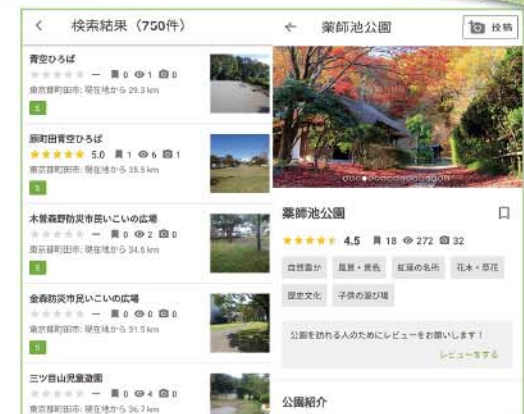 検索結果（750件）
青空ひろば
ー 0 1 0
東京都町田市: 現在地から 29.3 km
S
原町田青空ひろば
5.0 1 6 1
東京都町田市: 現在地から 35.5 km
S
木曽森野防災市民いこいの広場
ー 0 2 0
東京都町田市: 現在地から 34.6 km
S
金森防災市民いこいの広場
ー 0 0 0
東京都町田市: 現在地から 31.5 km
S
三ツ目山児童遊園
ー 0 4 0
東京都町田市: 現在地から 36.7 km
薬師池公園
投稿
薬師池公園
4.5 18 272 32
自然豊か 風景・景色 紅葉の名所 花木・草花
歴史文化 子供の遊び場
公園を訪れる人のためにレビューをお願いします！
レビューをする
公園紹介